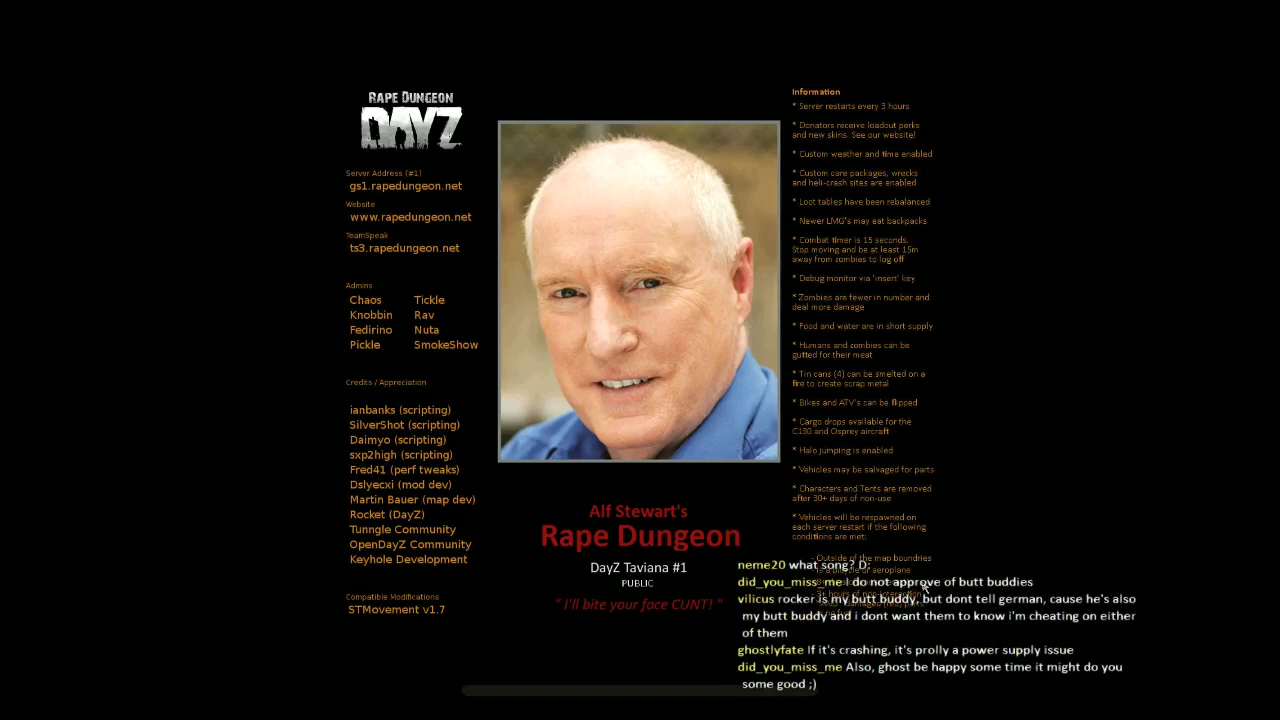 RAPE DUNGEON
DAYZ
Server Address (#1)
gs1.rapedungeon.net
Website
www.rapedungeon.net
TeamSpeak
ts3.rapedungeon.net
Admins
Chaos Tickle
Knobbin Rav
Fedirino Nuta
Pickle SmokeShow
Credits / Appreciation
ianbanks (scripting)
SilverShot (scripting)
Daimyo (scripting)
sxp2high (scripting)
Fred41 (perf tweaks)
Dslyecxi (mod dev)
Martin Bauer (map dev)
Rocket (DayZ)
Tunngle Community
OpenDayZ Community
Keyhole Development
Compatible Modifications
STMovement v1.7
Alf Stewart's
Rape Dungeon
DayZ Taviana #1
PUBLIC
" I'll bite your face CUNT! "
Information
* Server restarts every 3 hours
* Donators receive loadout perks
and new skins. See our website!
* Custom weather and time enabled
* Custom care packages, wrecks
and heli-crash sites are enabled
* Loot tables have been rebalanced
* Newer LMG's may eat backpacks
* Combat timer is 15 seconds.
Stop moving and be at least 15m
away from zombies to log off
* Debug monitor via 'insert' key
* Zombies are fewer in number and
deal more damage
* Food and water are in short supply
* Humans and zombies can be
gutted for their meat
* Tin cans (4) can be smelted on a
fire to create scrap metal
* Bikes and ATV's can be flipped
* Cargo drops available for the
C130 and Osprey aircraft
* Halo jumping is enabled
* Vehicles may be salvaged for parts
* Characters and Tents are removed
after 30+ days of non-use
* Vehicles will be respawned on
each server restart if the following
conditions are met:
- Outside of the map boundries
neme20 what song? D:
did_you_miss_me I do not approve of butt buddies
vilicus rocker is my butt buddy, but dont tell german, cause he's also
my butt buddy and i dont want them to know i'm cheating on either
of them
ghostlyfate If it's crashing, it's prolly a power supply issue
did_you_miss_me Also, ghost be happy some time it might do you
some good ;)